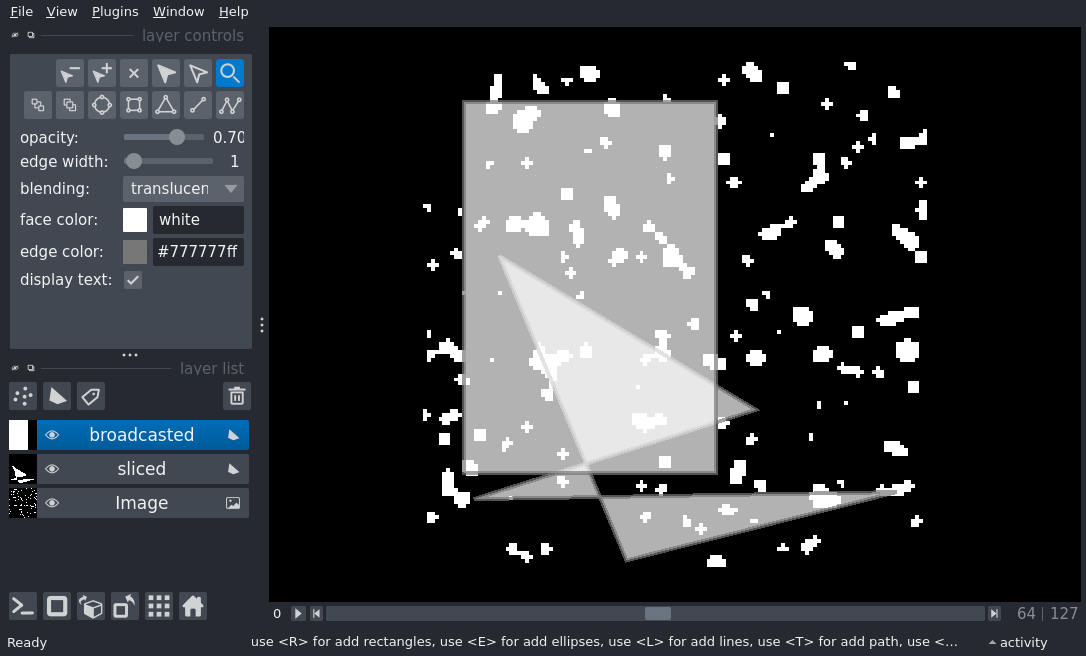 File View Plugins Window Help
layer controls
opacity: 0.70
edge width: 1
blending: translucen
face color: white
edge color: #777777ff
display text:
layer list
broadcasted
sliced
Image
0 64 127
Ready use <R> for add rectangles, use <E> for add ellipses, use <L> for add lines, use <T> for add path, use <... activity